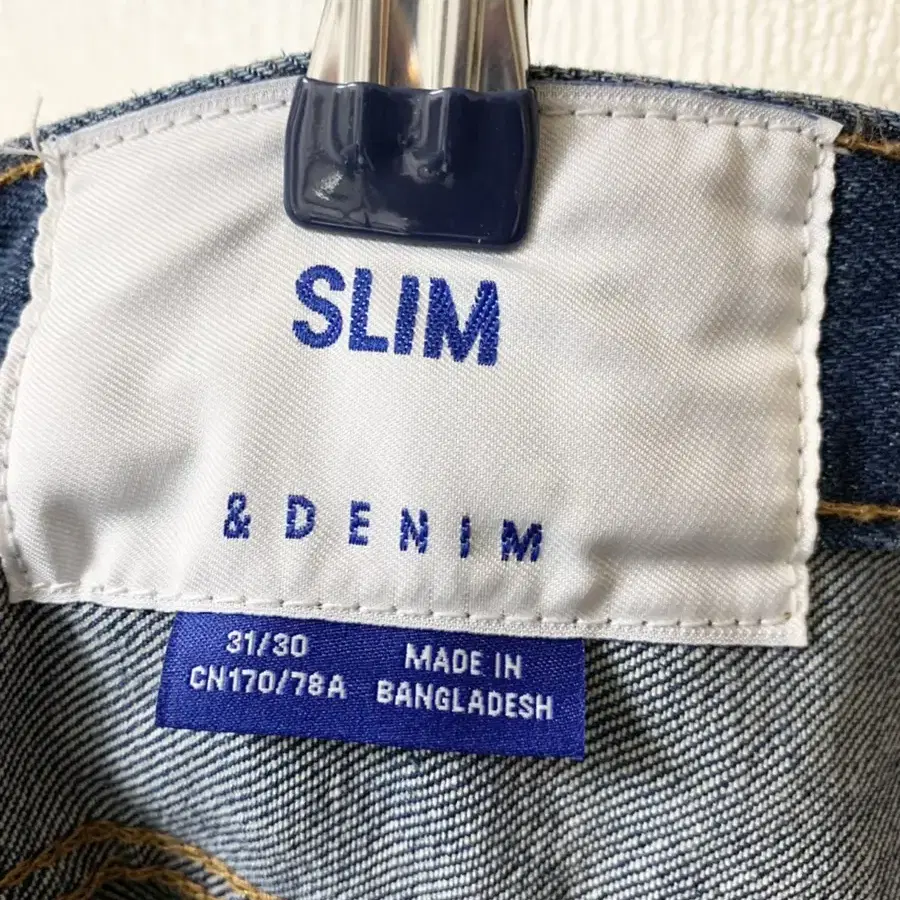 SLIM
& DENIM
31/30
CN170/78A
MADE IN
BANGLADESH